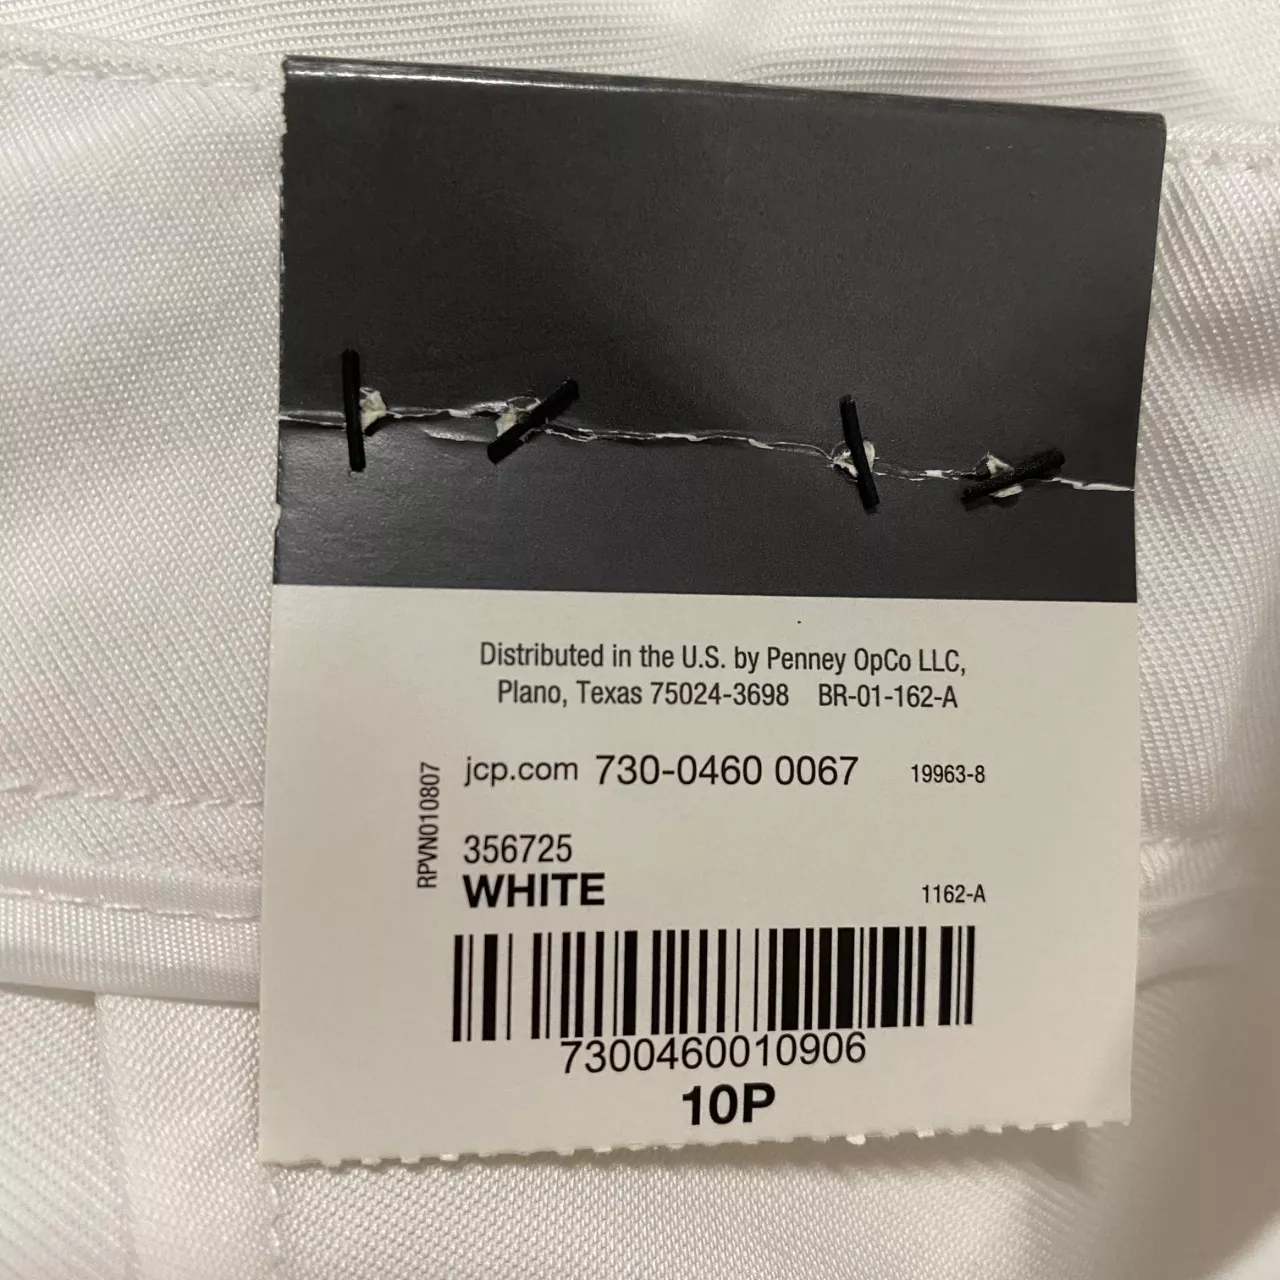 Distributed in the U.S. by Penney OpCo LLC,
Plano, Texas 75024-3698 BR-01-162-A
jcp.com 730-0460 0067 19963-8
RPVN010807
356725
WHITE 1162-A
7300460010906
10P